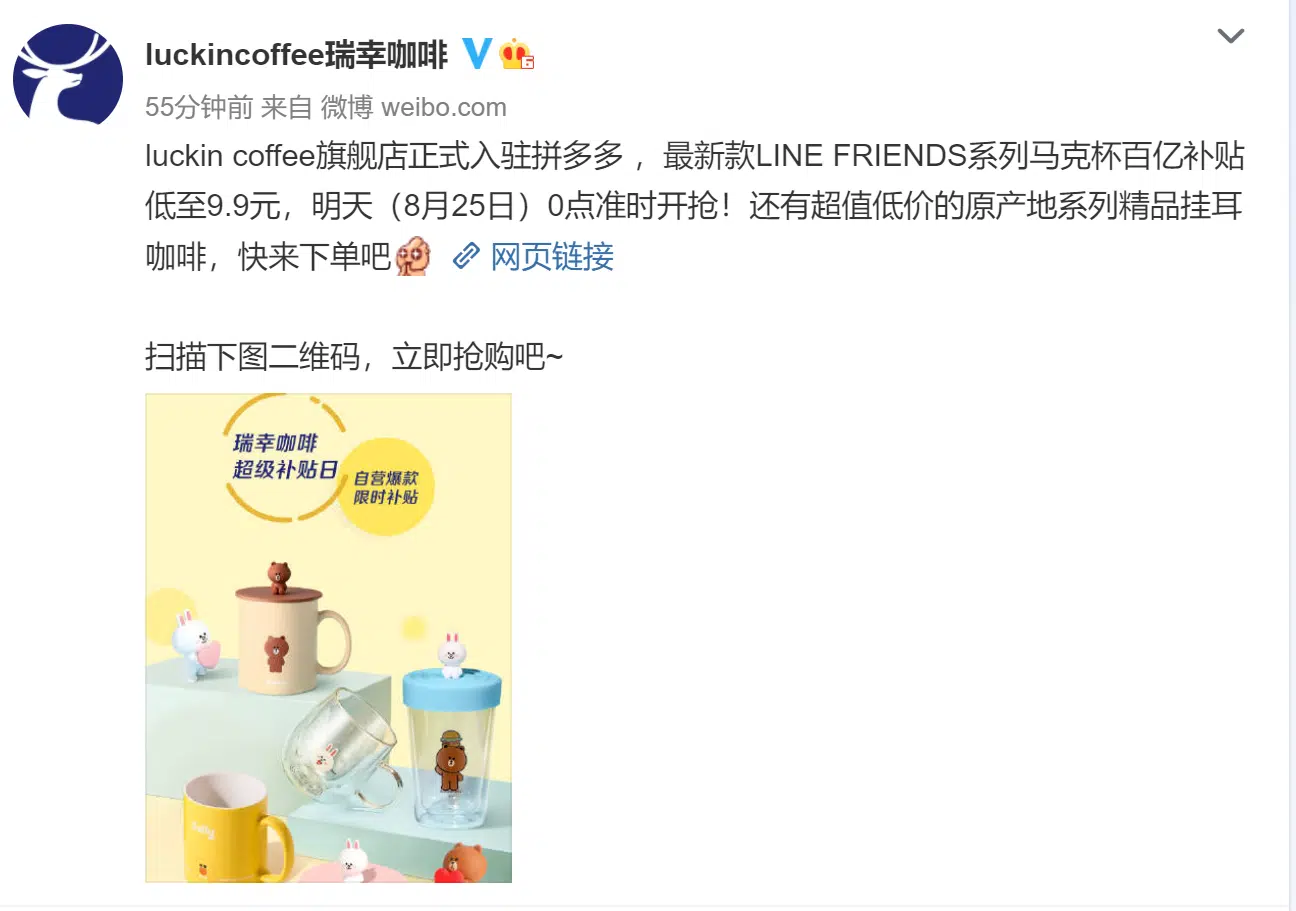 luckincoffee瑞幸咖啡
55分钟前 来自 微博 weibo.com
luckin coffee旗舰店正式入驻拼多多 ，最新款LINE FRIENDS系列马克杯百亿补贴
低至9.9元，明天（8月25日）0点准时开抢！还有超值低价的原产地系列精品挂耳
咖啡，快来下单吧 网页链接
扫描下图二维码，立即抢购吧~
瑞幸咖啡
超级补贴日
自营爆款
限时补贴
Sally